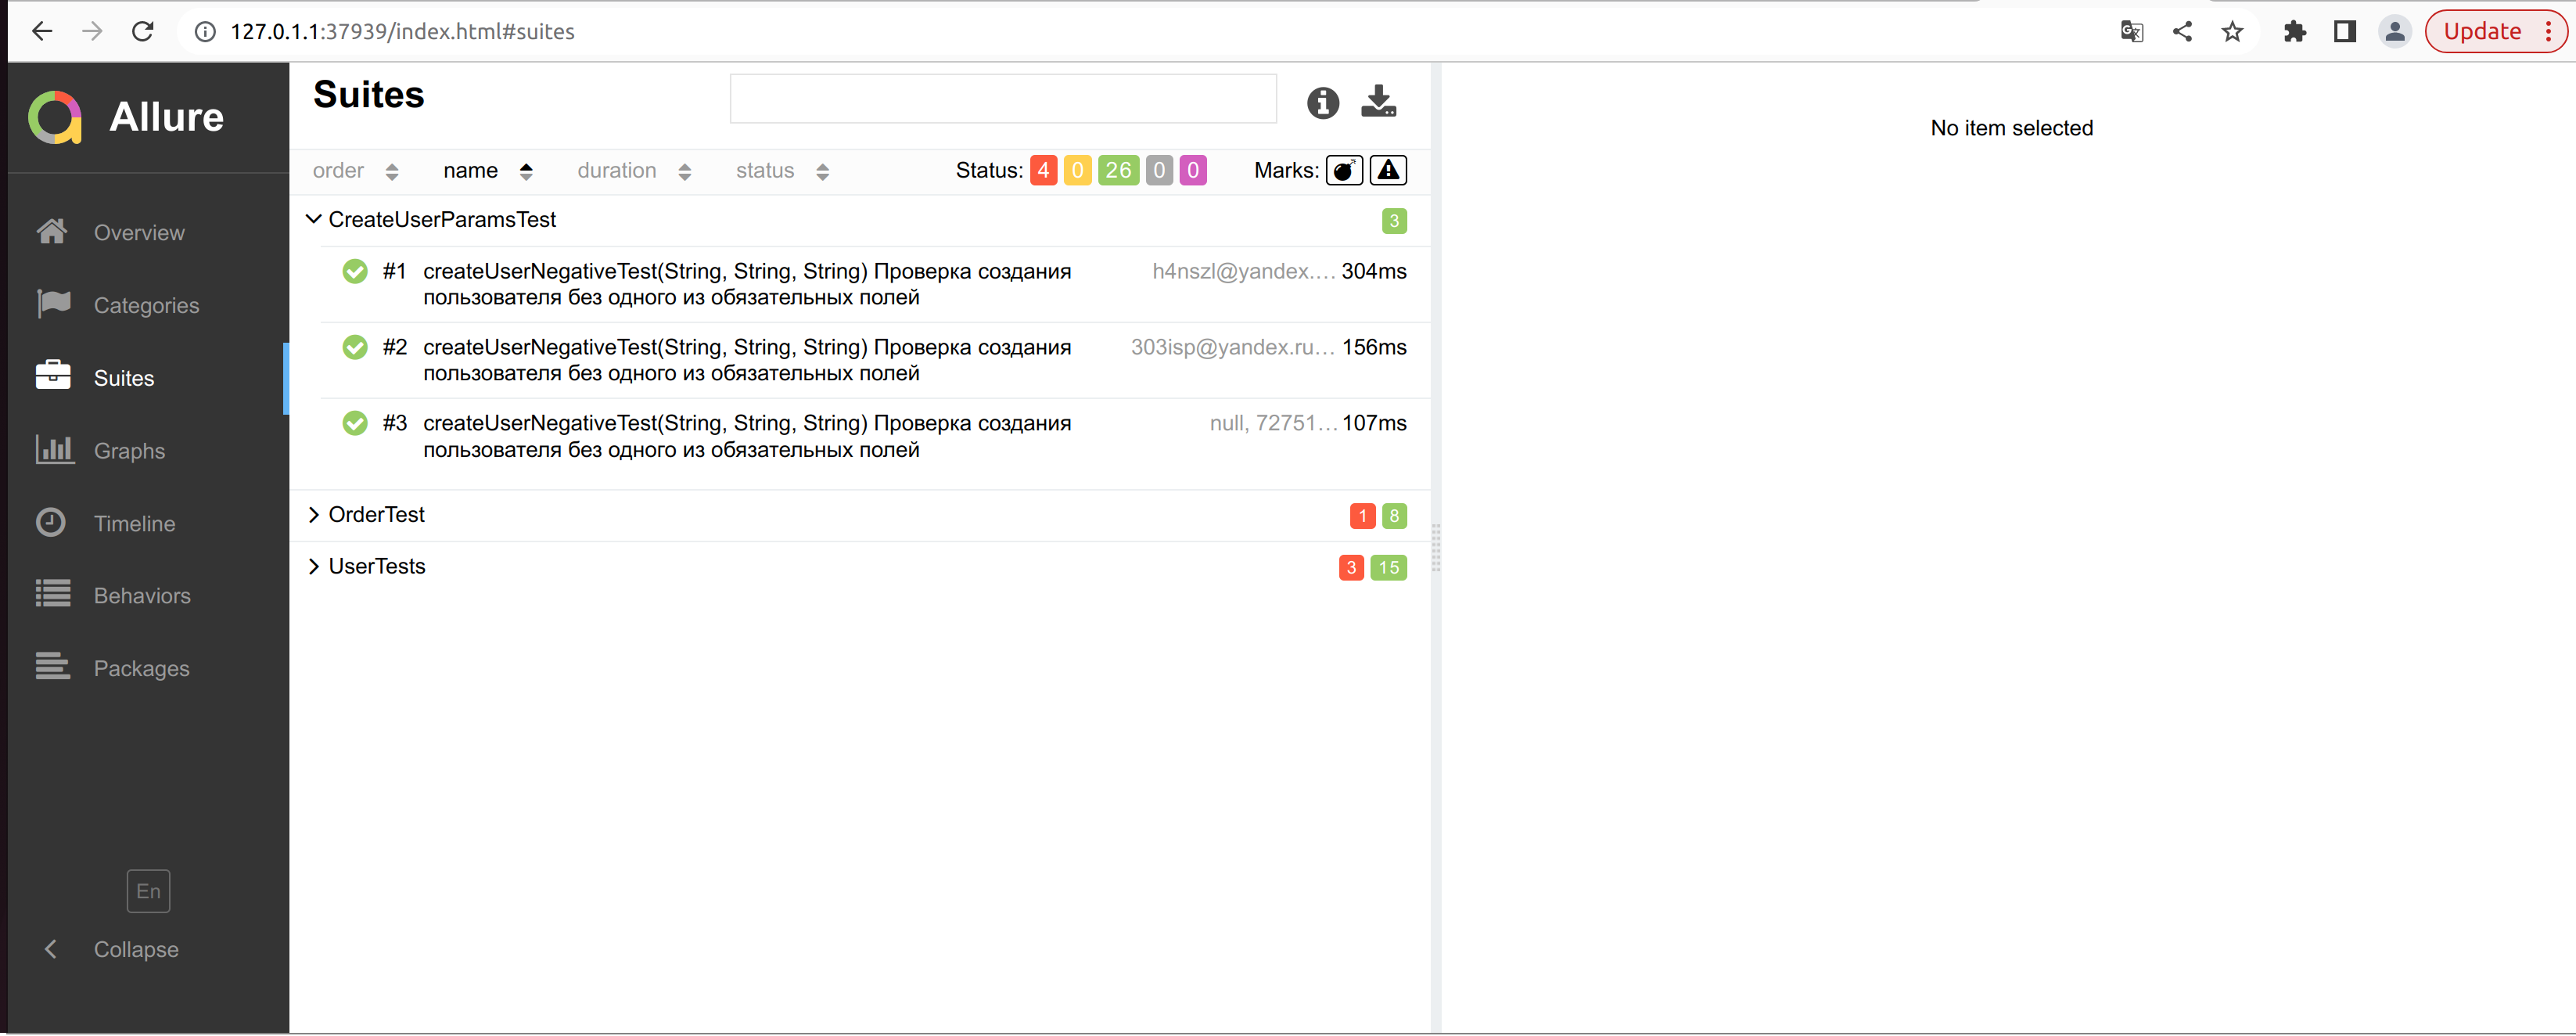 127.0.1.1:37939/index.html#suites
Update
Allure
Overview
Categories
Suites
Graphs
Timeline
Behaviors
Packages
En
Collapse
Suites
order name duration status Status: 4 0 26 0 0 Marks:
CreateUserParamsTest 3
#1 createUserNegativeTest(String, String, String) Проверка создания h4nszl@yandex.… 304ms
пользователя без одного из обязательных полей
#2 createUserNegativeTest(String, String, String) Проверка создания 303isp@yandex.ru… 156ms
пользователя без одного из обязательных полей
#3 createUserNegativeTest(String, String, String) Проверка создания null, 72751… 107ms
пользователя без одного из обязательных полей
OrderTest 1 8
UserTests 3 15
No item selected